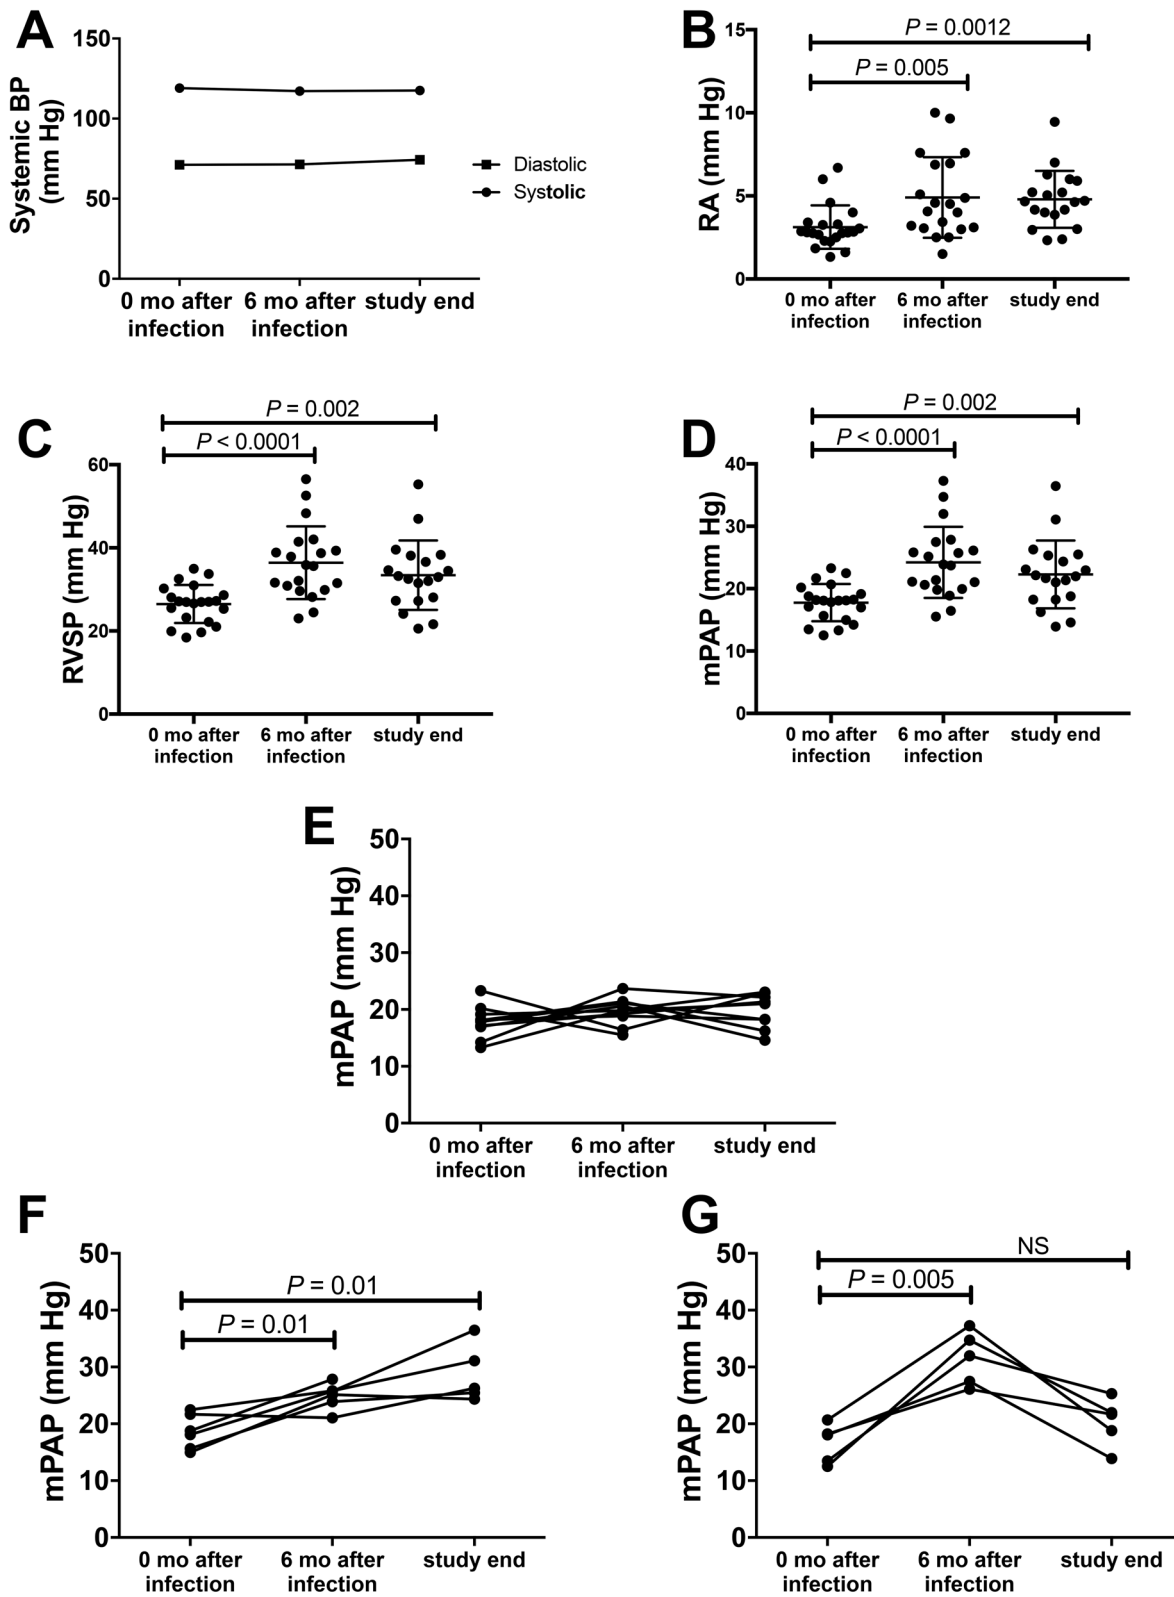 A
Systemic BP
(mm Hg)
150
100
50
0
0 mo after
infection
6 mo after
infection
study end
Diastolic
Systolic
B
RA (mm Hg)
15
10
5
0
P = 0.0012
P = 0.005
0 mo after
infection
6 mo after
infection
study end
C
RVSP (mm Hg)
60
40
20
0
P = 0.002
P < 0.0001
0 mo after
infection
6 mo after
infection
study end
D
mPAP (mm Hg)
40
30
20
10
0
P = 0.002
P < 0.0001
0 mo after
infection
6 mo after
infection
study end
E
mPAP (mm Hg)
50
40
30
20
10
0
0 mo after
infection
6 mo after
infection
study end
F
mPAP (mm Hg)
50
40
30
20
10
0
P = 0.01
P = 0.01
0 mo after
infection
6 mo after
infection
study end
G
mPAP (mm Hg)
50
40
30
20
10
0
NS
P = 0.005
0 mo after
infection
6 mo after
infection
study end